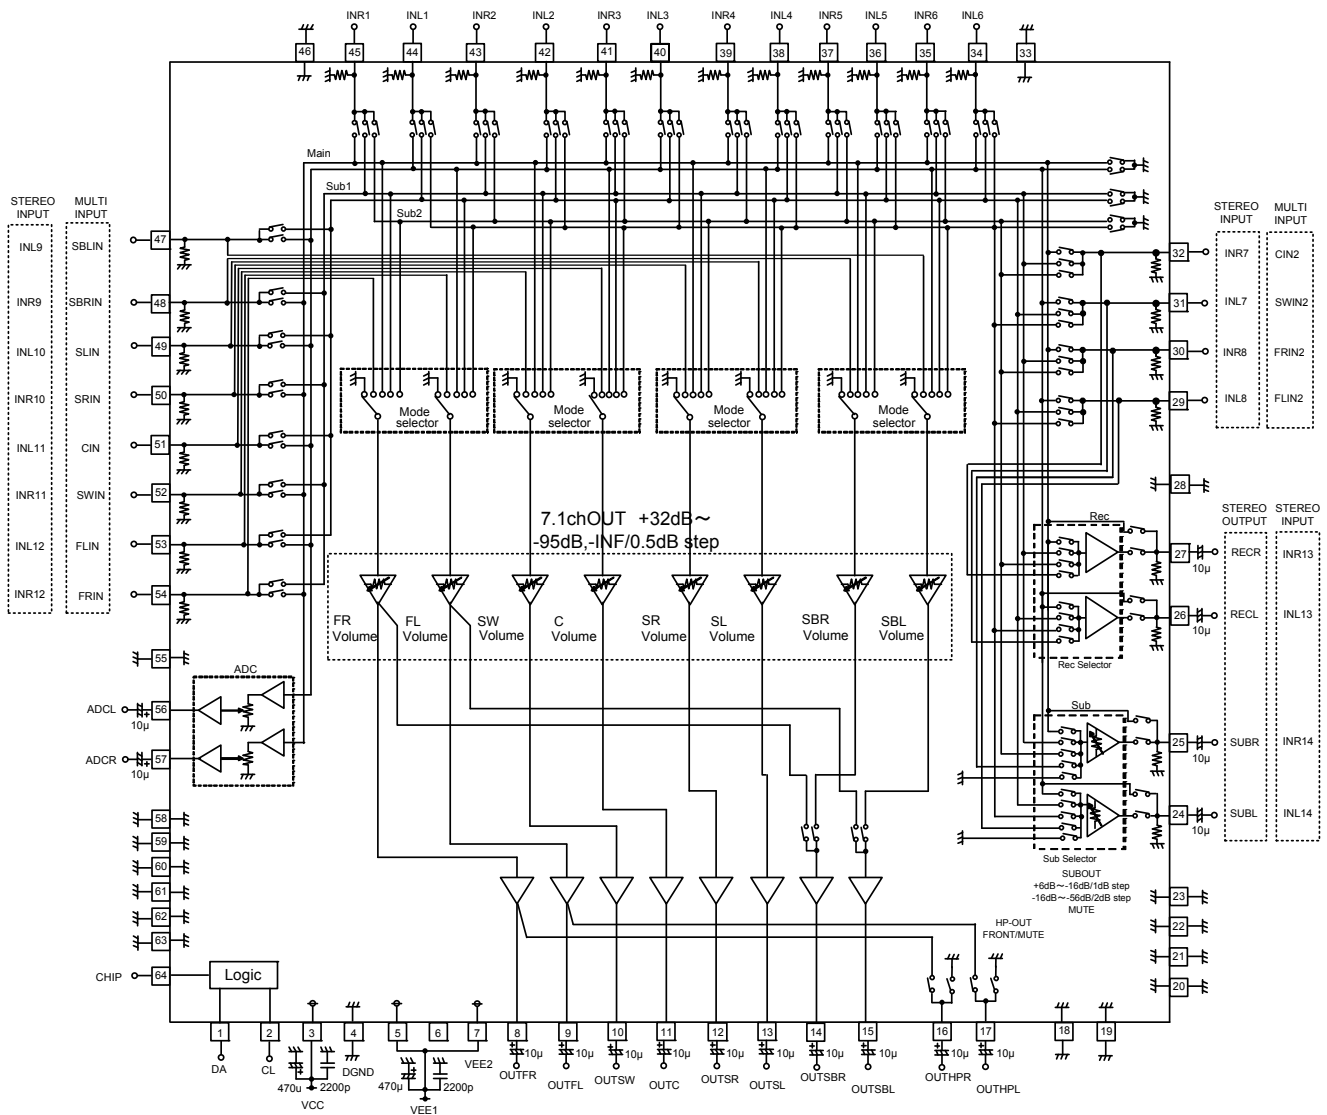 INR1 INL1 INR2 INL2 INR3 INL3 INR4 INL4 INR5 INL5 INR6 INL6
46 45 44 43 42 41 40 39 38 37 36 35 34 33
Main
Sub1
Sub2
STEREO INPUT
MULTI INPUT
INL9 SBLIN 47
INR9 SBRIN 48
INL10 SLIN 49
INR10 SRIN 50
INL11 CIN 51
INR11 SWIN 52
INL12 FLIN 53
INR12 FRIN 54
STEREO INPUT
MULTI INPUT
32 INR7 CIN2
31 INL7 SWIN2
30 INR8 FRIN2
29 INL8 FLIN2
28
Mode selector
Mode selector
Mode selector
Mode selector
7.1chOUT +32dB～
-95dB,-INF/0.5dB step
FR Volume
FL Volume
SW Volume
C Volume
SR Volume
SL Volume
SBR Volume
SBL Volume
STEREO OUTPUT
STEREO INPUT
Rec
27 10μ RECR INR13
26 10μ RECL INL13
Rec Selector
Sub
25 10μ SUBR INR14
24 10μ SUBL INL14
Sub Selector
SUBOUT
+6dB～-16dB/1dB step
-16dB～-56dB/2dB step
MUTE
55
ADC
ADCL + 10μ 56
ADCR + 10μ 57
58
59
60
61
62
63
CHIP 64
Logic
HP-OUT
FRONT/MUTE
23
22
21
20
1 2 3 4 5 6 7 8 9 10 11 12 13 14 15 16 17 18 19
DA
CL
470u + 2200p
VCC
DGND
470μ + 2200p
VEE1
VEE2
+ 10μ OUTFR
+ 10μ OUTFL
+ 10μ OUTSW
+ 10μ OUTC
+ 10μ OUTSR
+ 10μ OUTSL
+ 10μ OUTSBR
+ 10μ OUTSBL
+ 10μ OUTHPR
+ 10μ OUTHPL